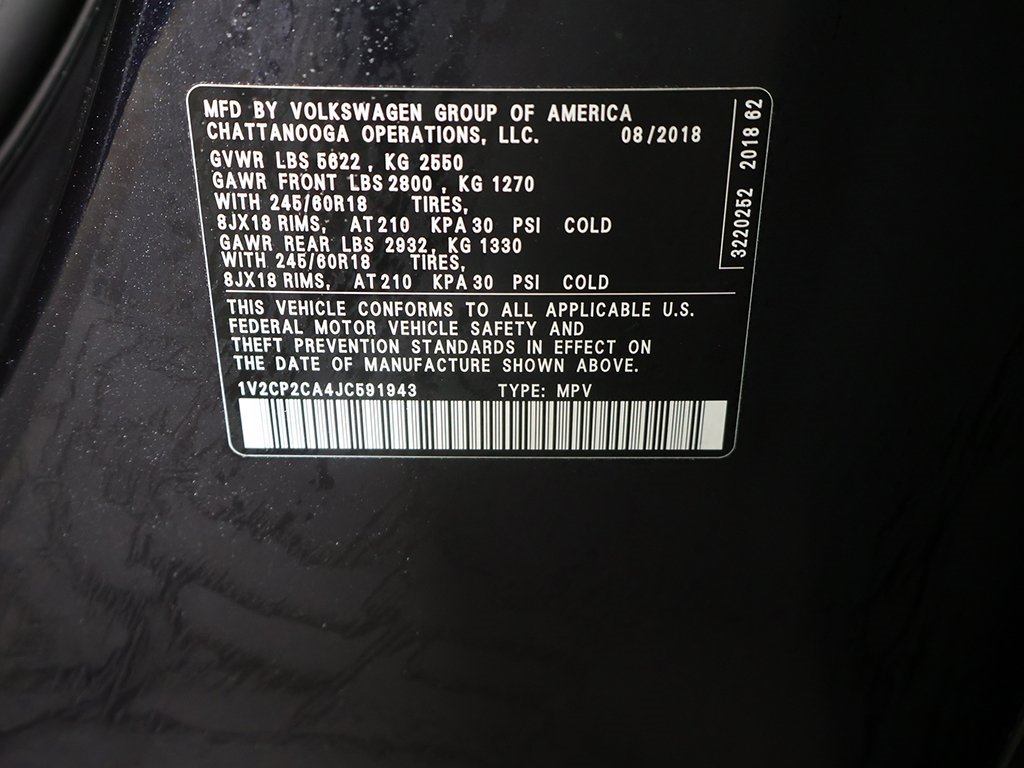 MFD BY VOLKSWAGEN GROUP OF AMERICA
CHATTANOOGA OPERATIONS, LLC. 08/2018
GVWR LBS 5622 , KG 2550
GAWR FRONT LBS 2800 , KG 1270
WITH 245/60R18 TIRES,
8JX18 RIMS, AT 210 KPA 30 PSI COLD
GAWR REAR LBS 2932, KG 1330
WITH 245/60R18 TIRES,
8JX18 RIMS, AT 210 KPA 30 PSI COLD
THIS VEHICLE CONFORMS TO ALL APPLICABLE U.S.
FEDERAL MOTOR VEHICLE SAFETY AND
THEFT PREVENTION STANDARDS IN EFFECT ON
THE DATE OF MANUFACTURE SHOWN ABOVE.
1V2CP2CA4JC591943 TYPE: MPV
3220252 2018 62